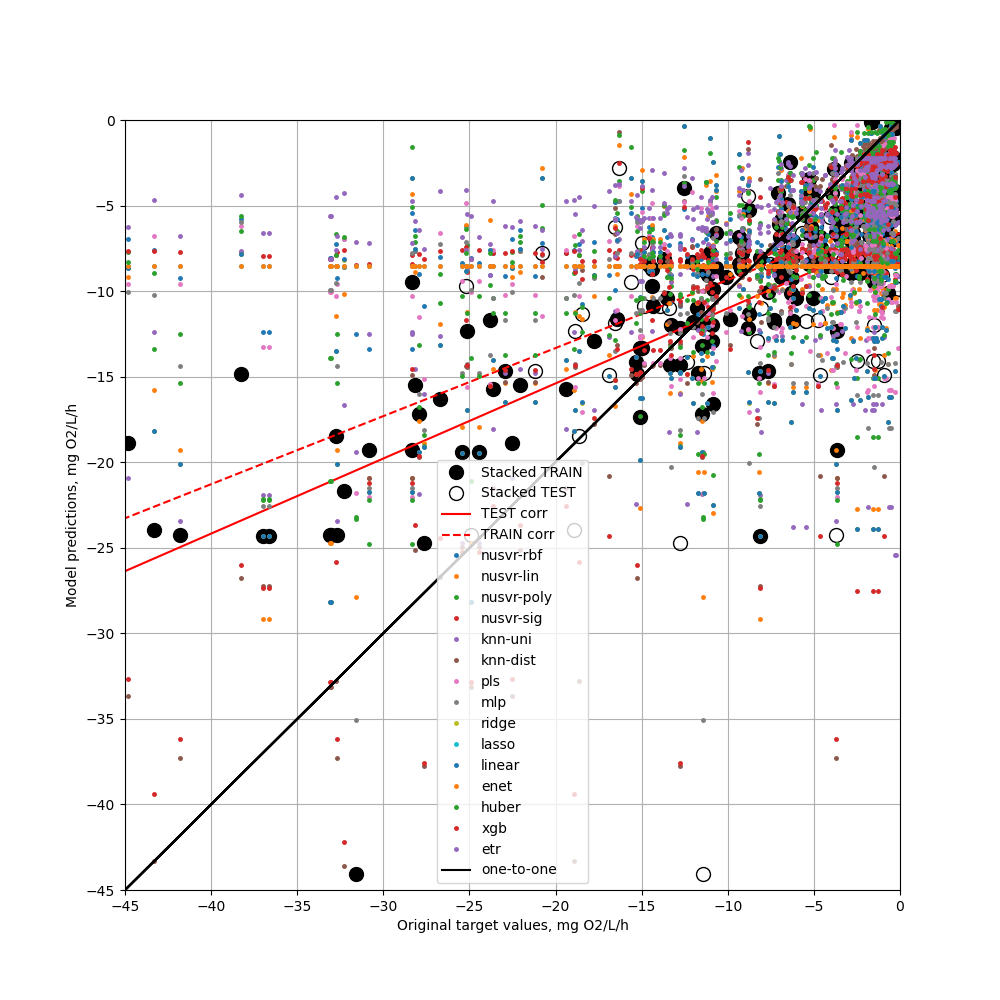 0
−5
−10
−15
−20
−25
−30
−35
−40
−45
Model predictions, mg O2/L/h
Stacked TRAIN
Stacked TEST
TEST corr
TRAIN corr
nusvr-rbf
nusvr-lin
nusvr-poly
nusvr-sig
knn-uni
knn-dist
pls
mlp
ridge
lasso
linear
enet
huber
xgb
etr
one-to-one
−45 −40 −35 −30 −25 −20 −15 −10 −5 0
Original target values, mg O2/L/h